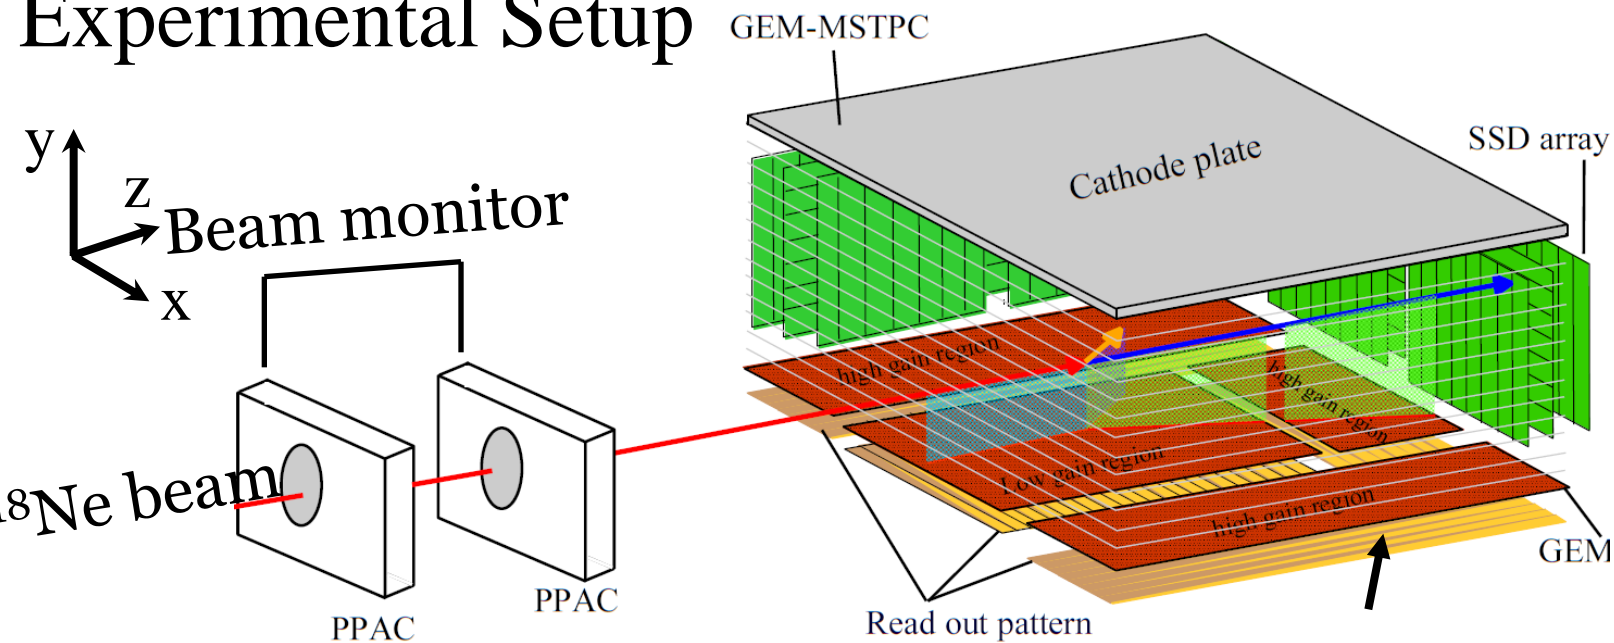 Experimental Setup
GEM-MSTPC
y
z
x
Beam monitor
SSD array
Cathode plate
high gain region
high gain region
Low gain region
high gain region
18Ne beam
PPAC
PPAC
Read out pattern
GEM